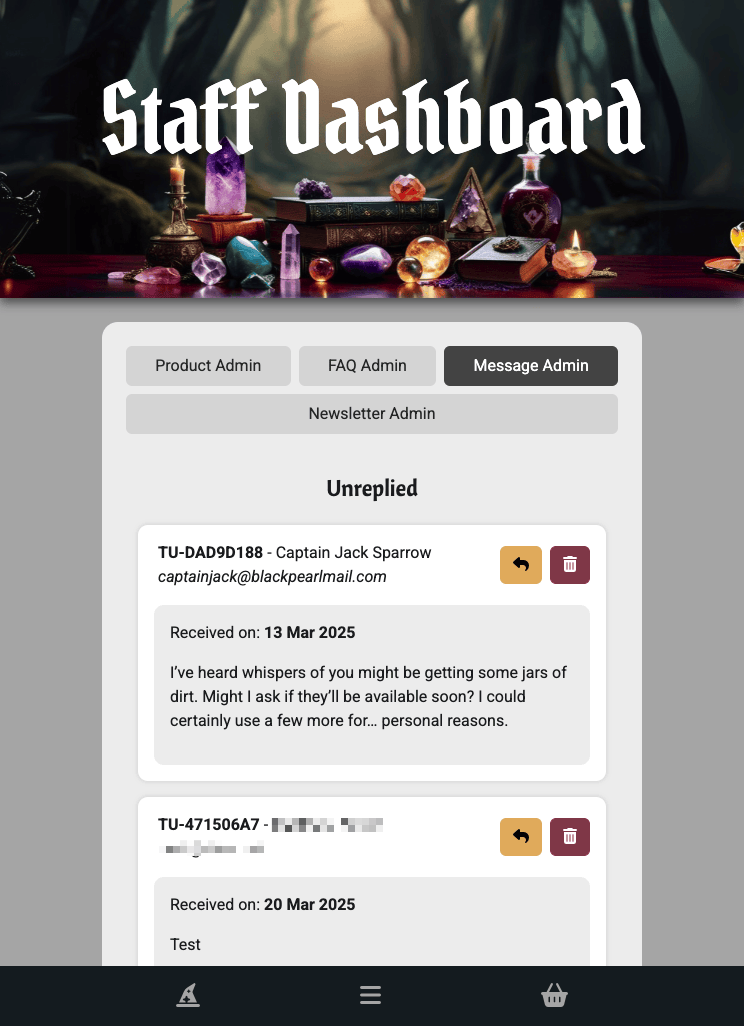 Staff Dashboard
Product Admin
FAQ Admin
Message Admin
Newsletter Admin
Unreplied
TU-DAD9D188 - Captain Jack Sparrow
captainjack@blackpearlmail.com
Received on: 13 Mar 2025
I’ve heard whispers of you might be getting some jars of
dirt. Might I ask if they’ll be available soon? I could
certainly use a few more for… personal reasons.
TU-471506A7 -
Received on: 20 Mar 2025
Test